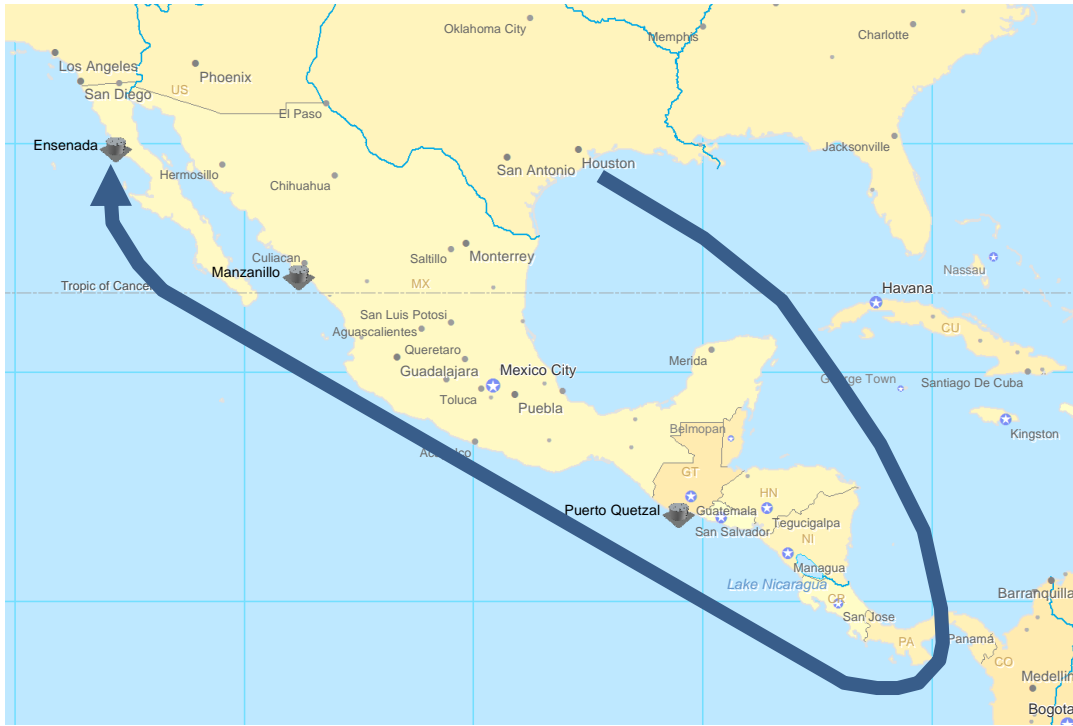 Oklahoma City
Memphis
Charlotte
Los Angeles
Phoenix
US
San Diego
El Paso
Ensenada
Jacksonville
Houston
San Antonio
Hermosillo
Chihuahua
Culiacan
Saltillo
Monterrey
Manzanillo
Nassau
Tropic of Cancer
MX
Havana
San Luis Potosi
Aguascalientes
CU
Queretaro
Guadalajara
Mexico City
Merida
George Town
Santiago De Cuba
Toluca
Puebla
Belmopan
Kingston
Acapulco
GT
HN
Puerto Quetzal
Guatemala
Tegucigalpa
San Salvador
NI
Managua
Lake Nicaragua
Barranquilla
CR
San Jose
PA
Panamá
CO
Medellin
Bogota